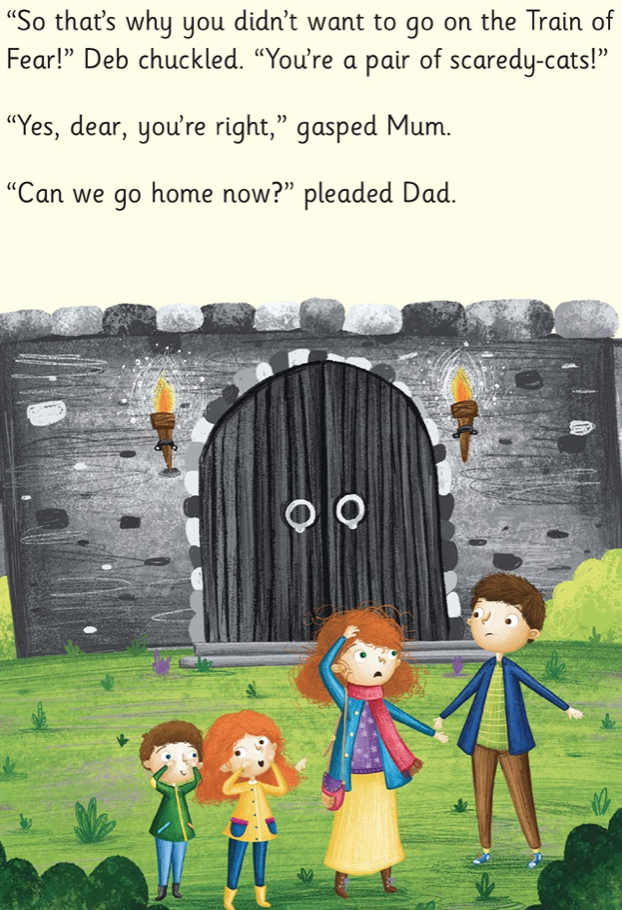 “So that’s why you didn’t want to go on the Train of
Fear!” Deb chuckled. “You’re a pair of scaredy-cats!”
“Yes, dear, you’re right,” gasped Mum.
“Can we go home now?” pleaded Dad.